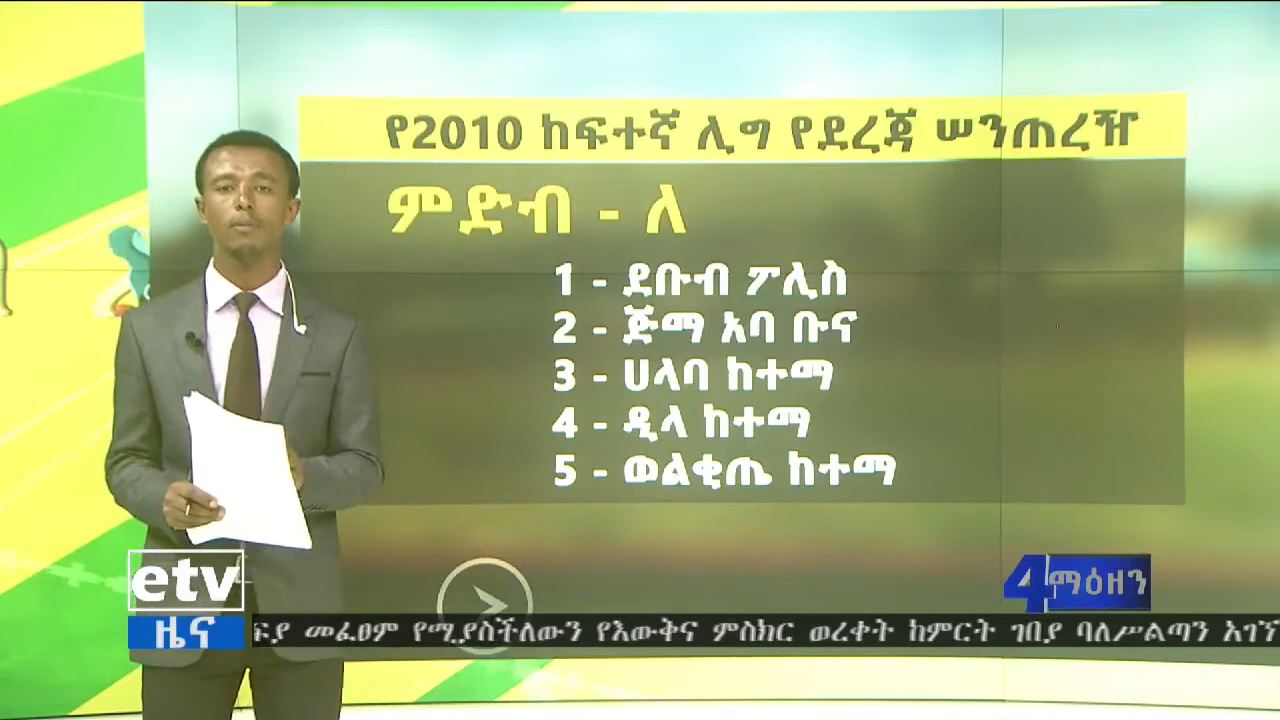 የ2010 ከፍተኛ ሊግ የደረጃ ሠንጠረዥ
ምድብ - ለ
1 - ደቡብ ፖሊስ
2 - ጅማ አባ ቡና
3 - ሀላባ ከተማ
4 - ዲላ ከተማ
5 - ወልቂጤ ከተማ
etv
4 ማዕዘን
ዜና
መፈፀም የሚያስችለውን የእውቅና ምስክር ወረቀት ከምርት ገበያ ባለሥልጣን አገኘ